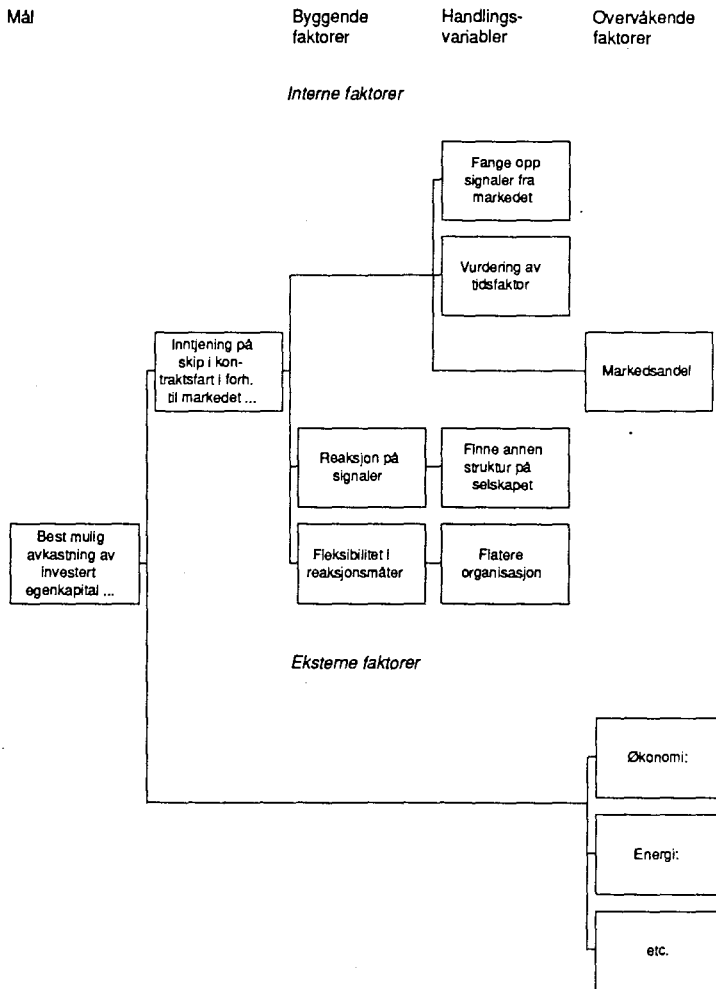 Mål
Byggende
faktorer
Handlings-
variabler
Overvåkende
faktorer
Interne faktorer
Fange opp
signaler fra
markedet
Vurdering av
tidsfaktor
Inntjening på
skip i kon-
traktsfart i forh.
til markedet ...
Markedsandel
Reaksjon på
signaler
Finne annen
struktur på
selskapet
Best mulig
avkastning av
investert
egenkapital ...
Fleksibilitet i
reaksjonsmåter
Flatere
organisasjon
Eksterne faktorer
Økonomi:
Energi:
etc.